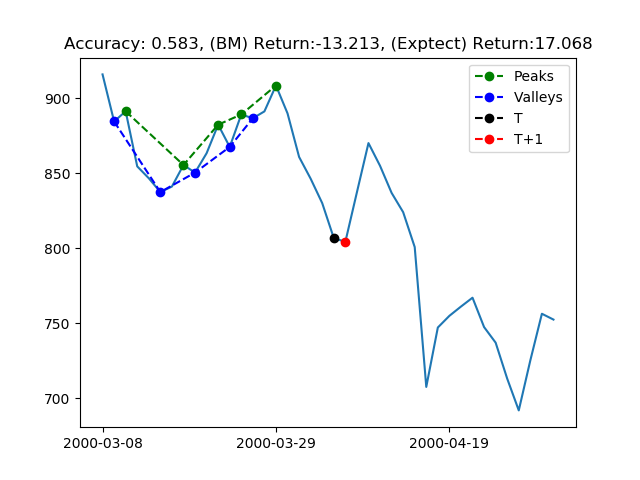 Accuracy: 0.583, (BM) Return:-13.213, (Exptect) Return:17.068
Peaks
Valleys
T
T+1
900
850
800
750
700
2000-03-08
2000-03-29
2000-04-19